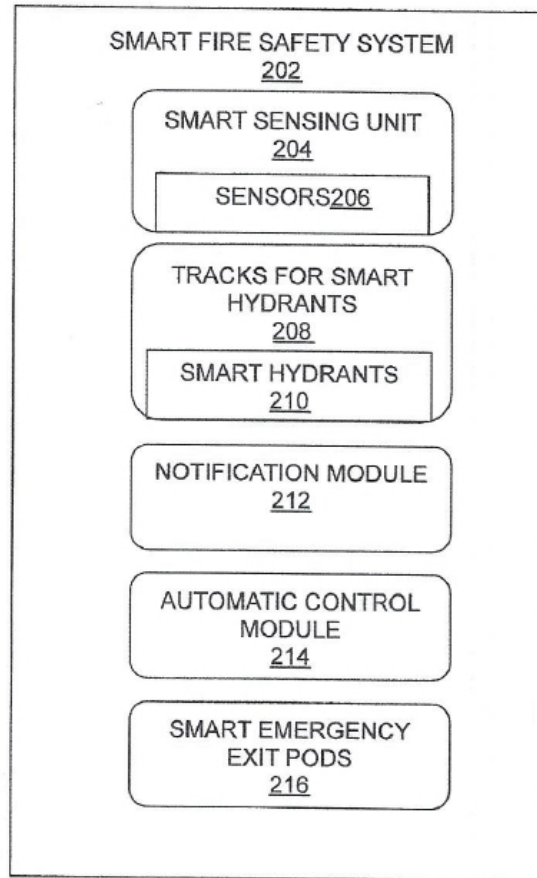 SMART FIRE SAFETY SYSTEM
202
SMART SENSING UNIT
204
SENSORS206
TRACKS FOR SMART
HYDRANTS
208
SMART HYDRANTS
210
NOTIFICATION MODULE
212
AUTOMATIC CONTROL
MODULE
214
SMART EMERGENCY
EXIT PODS
216